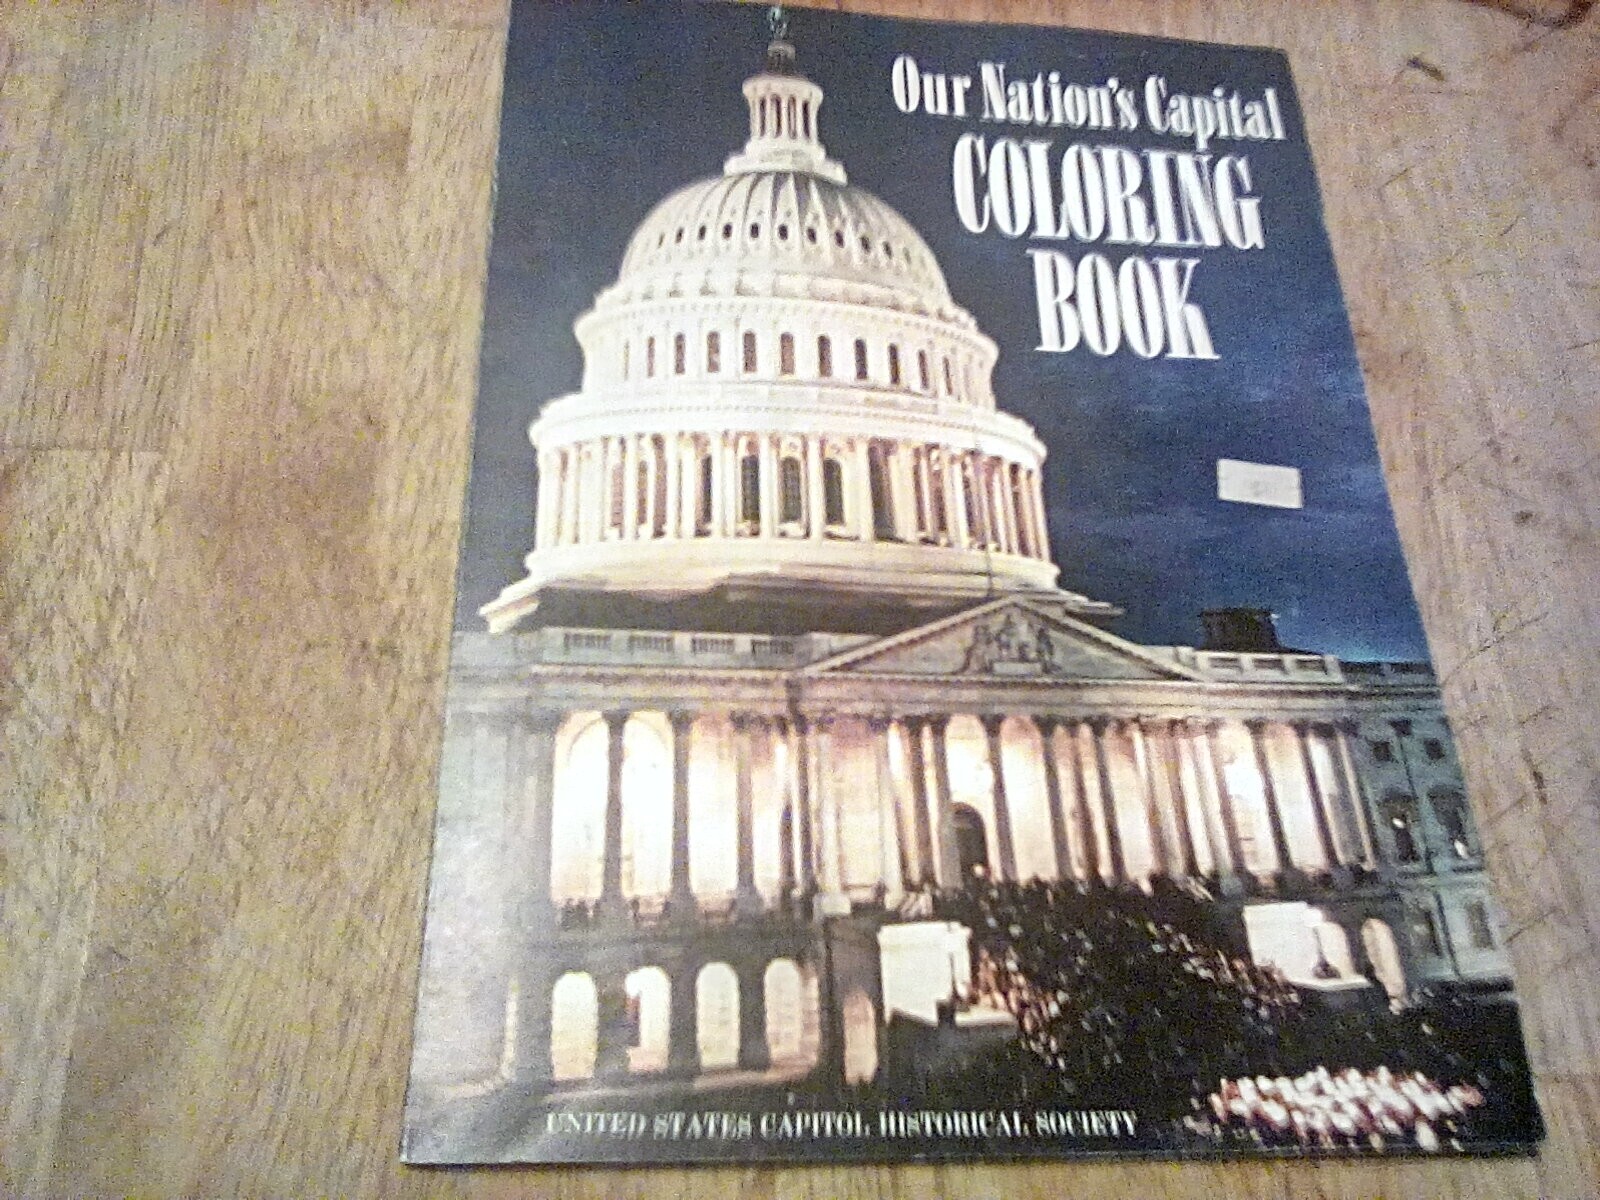 Our Nation's Capital
COLORING
BOOK
UNITED STATES CAPITOL HISTORICAL SOCIETY